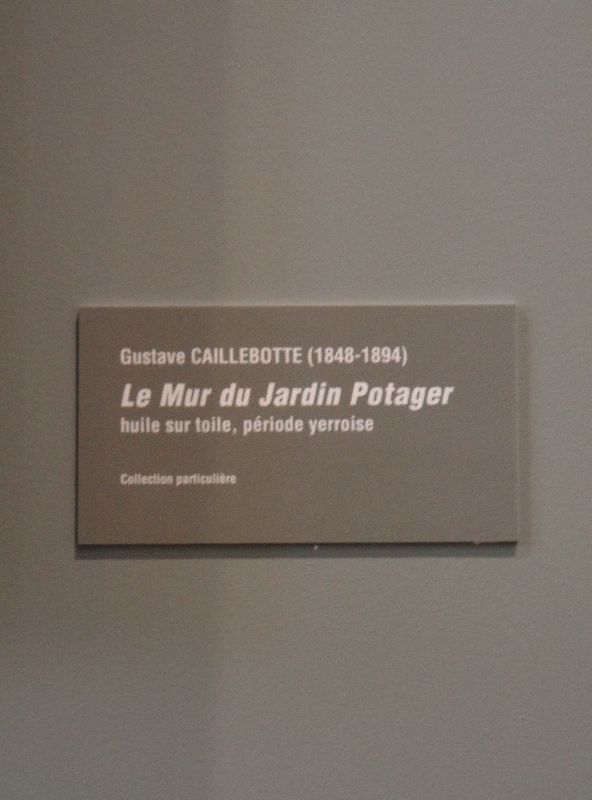 Gustave CAILLEBOTTE (1848-1894)
Le Mur du Jardin Potager
huile sur toile, période yerroise
Collection particulière